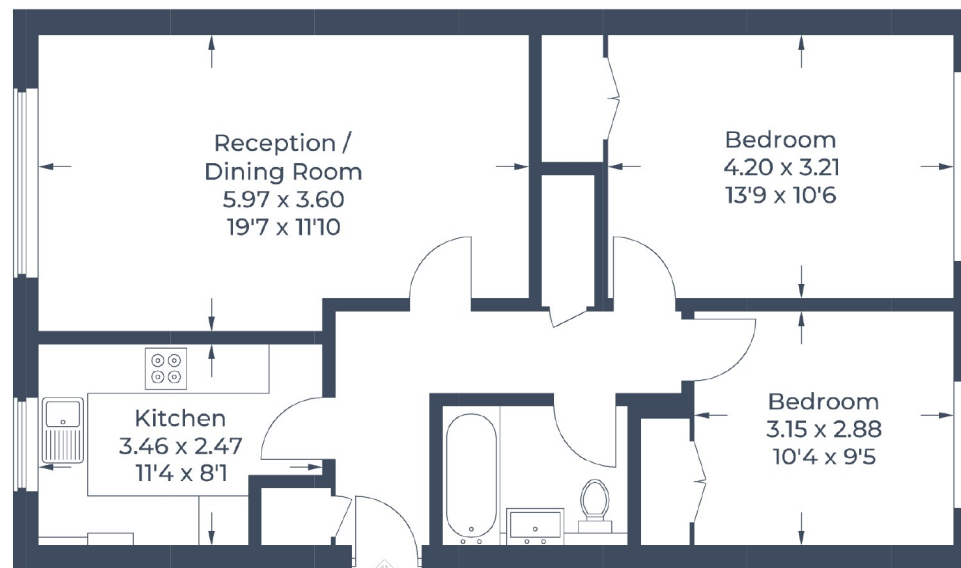 Reception /
Dining Room
5.97 x 3.60
19'7 x 11'10
Bedroom
4.20 x 3.21
13'9 x 10'6
Kitchen
3.46 x 2.47
11'4 x 8'1
Bedroom
3.15 x 2.88
10'4 x 9'5